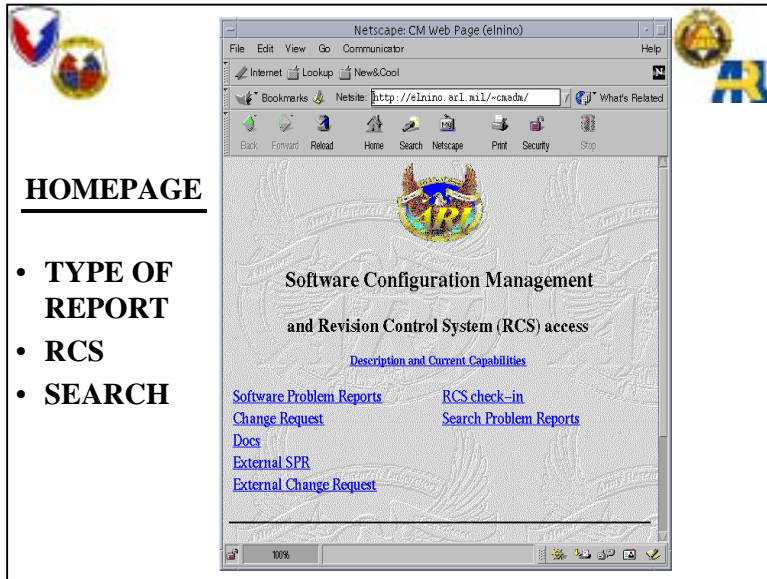 HOMEPAGE
• TYPE OF
REPORT
• RCS
• SEARCH
Netscape: CM Web Page (elnino)
File Edit View Go Communicator Help
Internet Lookup New&Cool
Bookmarks Netsite: http://elnino.arl.mil/~cmadm/ What's Related
Back Forward Reload Home Search Netscape Print Security Stop
ARL
Software Configuration Management
and Revision Control System (RCS) access
Description and Current Capabilities
Software Problem Reports RCS check-in
Change Request Search Problem Reports
Docs
External SPR
External Change Request
100%
ARL